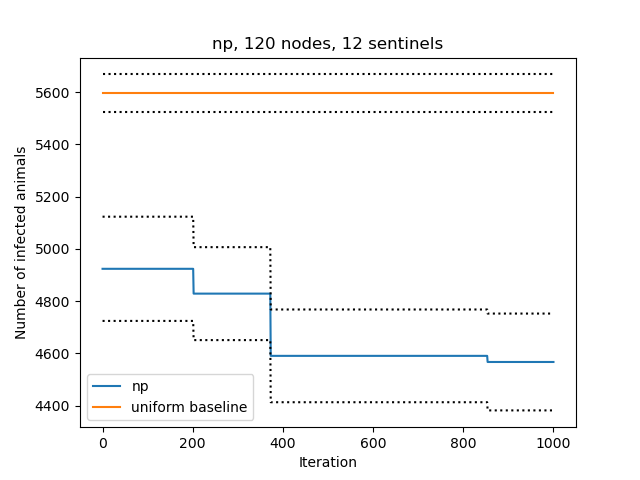 np, 120 nodes, 12 sentinels
Number of infected animals
5600
5400
5200
5000
4800
4600
4400
np
uniform baseline
0
200
400
600
800
1000
Iteration